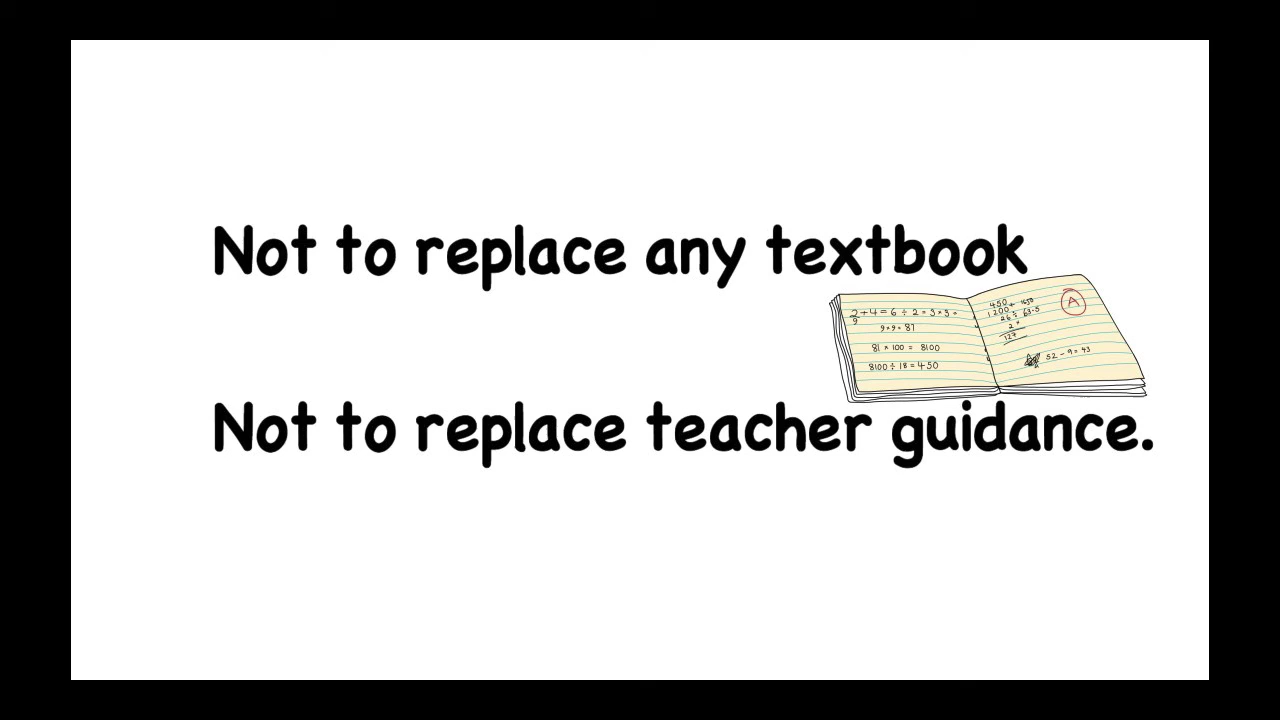 Not to replace any textbook
9×9= 81
81 × 100 = 8100
8100 ÷ 18 = 450
A
52 - 9 = 43
Not to replace teacher guidance.